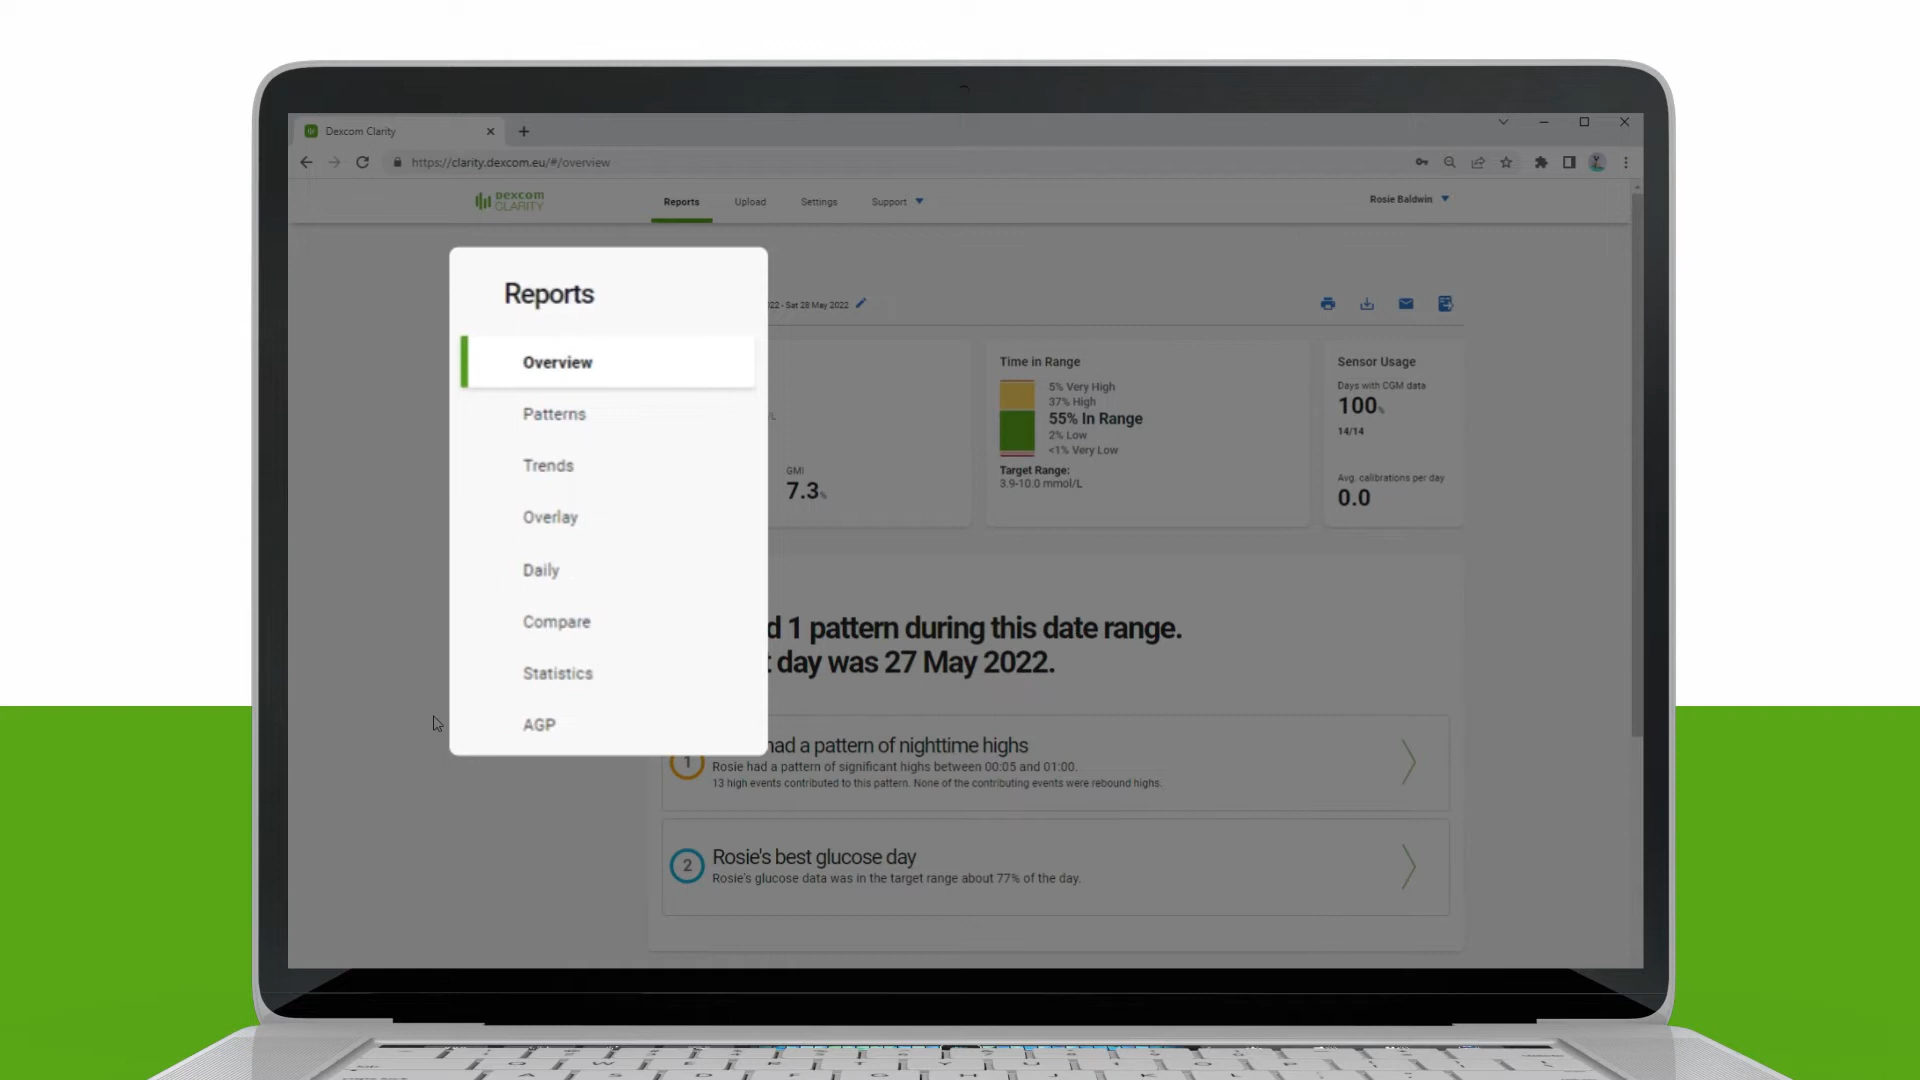 Dexcom Clarity
https://clarity.dexcom.eu/#/overview
Dexcom
CLARITY
Reports
Upload
Settings
Support
Rosie Baldwin
Reports
Overview
Patterns
Trends
Overlay
Daily
Compare
Statistics
AGP
22 - Sat 28 May 2022
GMI
7.3%
Time in Range
5% Very High
37% High
55% In Range
2% Low
<1% Very Low
Target Range:
3.9-10.0 mmol/L
Sensor Usage
Days with CGM data
100%
14/14
Avg. calibrations per day
0.0
d 1 pattern during this date range.
t day was 27 May 2022.
1
had a pattern of nighttime highs
Rosie had a pattern of significant highs between 00:05 and 01:00.
13 high events contributed to this pattern. None of the contributing events were rebound highs.
2
Rosie's best glucose day
Rosie's glucose data was in the target range about 77% of the day.